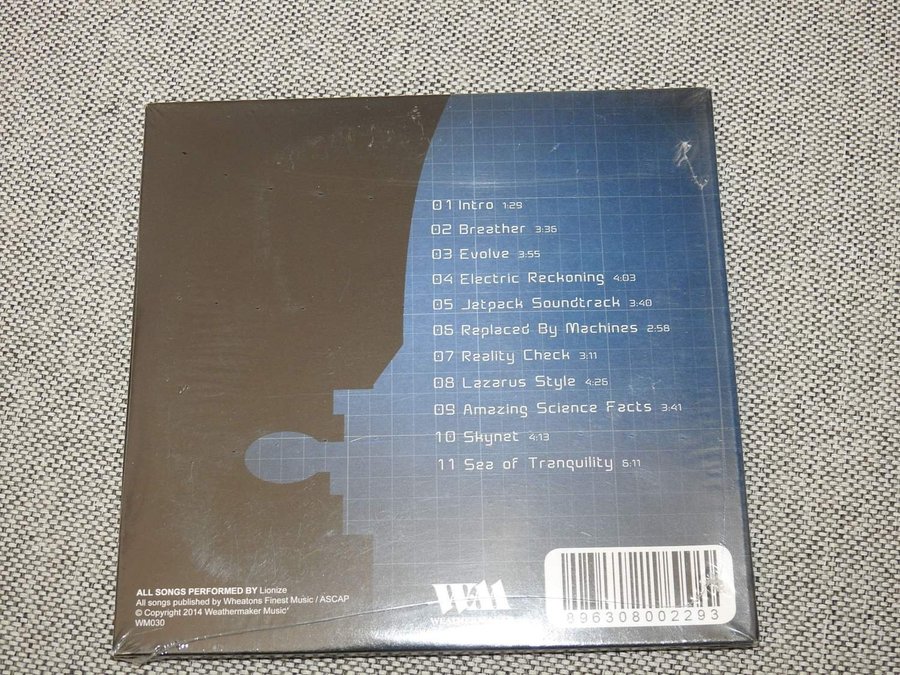 01 Intro 1:29
02 Breather 3:36
03 Evolve 3:55
04 Electric Reckoning 4:03
05 Jetpack Soundtrack 3:40
06 Replaced By Machines 2:58
07 Reality Check 3:11
08 Lazarus Style 4:26
09 Amazing Science Facts 3:41
10 Skynet 4:13
11 Sea of Tranquility 5:11
ALL SONGS PERFORMED BY Lionize
All songs published by Wheatons Finest Music / ASCAP
© Copyright 2014 Weathermaker Music
WM030
WM
896308002293